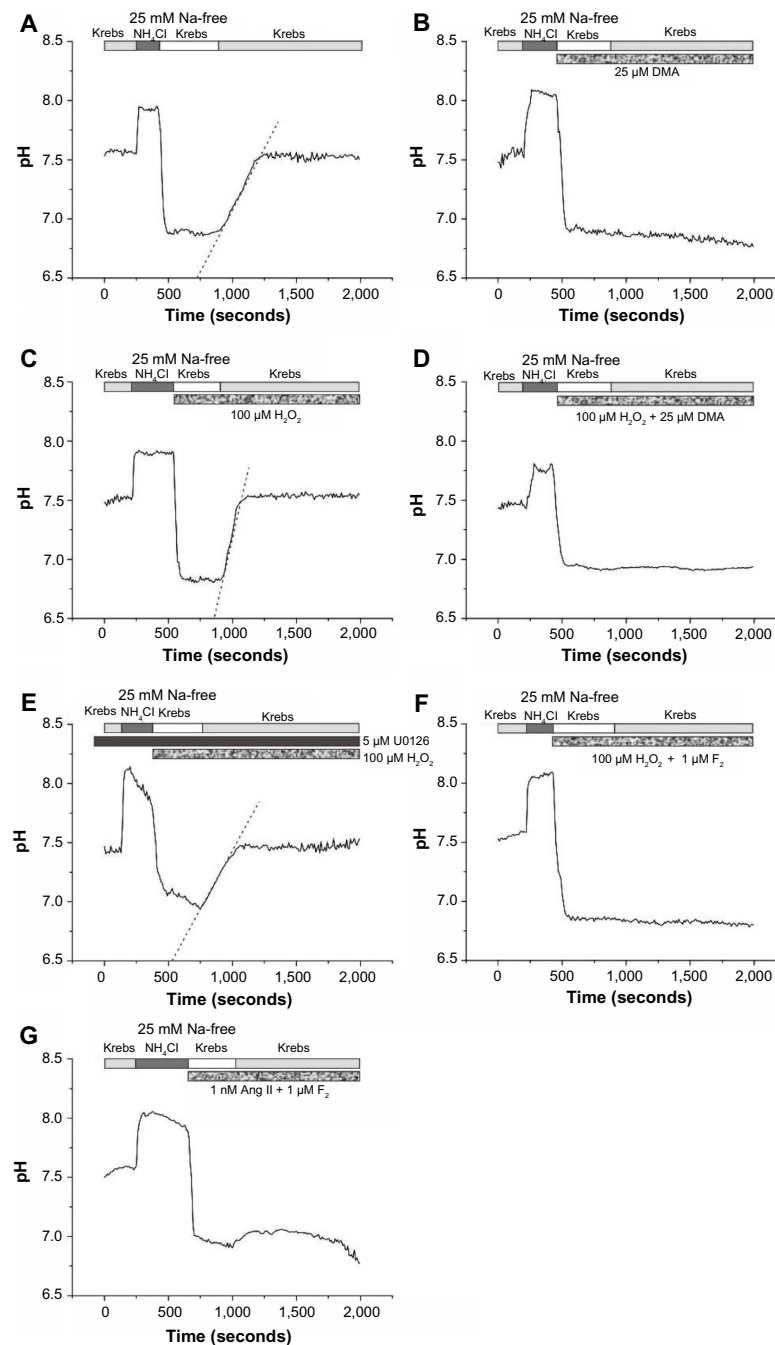 A
25 mM Na-free
Krebs NH4Cl Krebs Krebs
8.5
8.0
7.5
7.0
6.5
pH
0 500 1,000 1,500 2,000
Time (seconds)
B
25 mM Na-free
Krebs NH4Cl Krebs Krebs
25 µM DMA
8.5
8.0
7.5
7.0
6.5
pH
0 500 1,000 1,500 2,000
Time (seconds)
C
25 mM Na-free
Krebs NH4Cl Krebs Krebs
100 µM H2O2
8.5
8.0
7.5
7.0
6.5
pH
0 500 1,000 1,500 2,000
Time (seconds)
D
25 mM Na-free
Krebs NH4Cl Krebs Krebs
100 µM H2O2 + 25 µM DMA
8.5
8.0
7.5
7.0
6.5
pH
0 500 1,000 1,500 2,000
Time (seconds)
E
25 mM Na-free
Krebs NH4Cl Krebs Krebs
5 µM U0126
100 µM H2O2
8.5
8.0
7.5
7.0
6.5
pH
0 500 1,000 1,500 2,000
Time (seconds)
F
25 mM Na-free
Krebs NH4Cl Krebs Krebs
100 µM H2O2 + 1 µM F2
8.5
8.0
7.5
7.0
6.5
pH
0 500 1,000 1,500 2,000
Time (seconds)
G
25 mM Na-free
Krebs NH4Cl Krebs Krebs
1 nM Ang II + 1 µM F2
8.5
8.0
7.5
7.0
6.5
pH
0 500 1,000 1,500 2,000
Time (seconds)